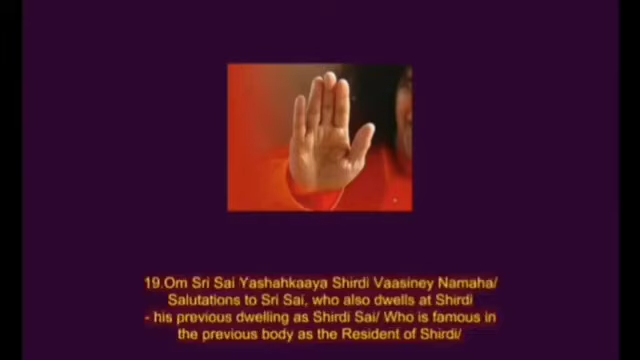 19.Om Sri Sai Yashahkaaya Shirdi Vaasiney Namaha/
Salutations to Sri Sai, who also dwells at Shirdi
- his previous dwelling as Shirdi Sai/ Who is famous in
the previous body as the Resident of Shirdi/